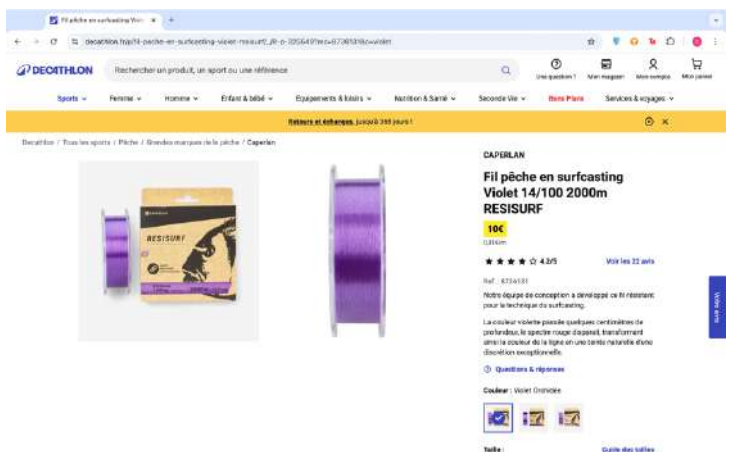 Fil pêche en surfcasting Viole
DECATHLON
Rechercher un produit, un sport ou une référence
Une question ?
Mon magasin
Mon compte
Mon panier
Sports
Femme
Homme
Enfant & bébé
Equipements & loisirs
Nutrition & Santé
Seconde Vie
Bons Plans
Services & voyages
Retours et échanges, jusqu'à 365 jours !
Decathlon / Tous les sports / Pêche / Grandes marques de la pêche / Caperlan
CAPERLAN
Fil pêche en surfcasting
Violet 14/100 2000m
RESISURF
10€
4.2/5
Voir les 22 avis
Notre équipe de conception a développé ce fil résistant
pour la technique du surfcasting.
La couleur violette passée quelques centimètres de
profondeur, le spectre rouge disparait, transformant
ainsi la couleur de la ligne en une teinte naturelle d'une
discrétion exceptionnelle.
Questions & réponses
Couleur : Violet Orchidée
Taille :
Guide des tailles
Votre avis
RESISURF